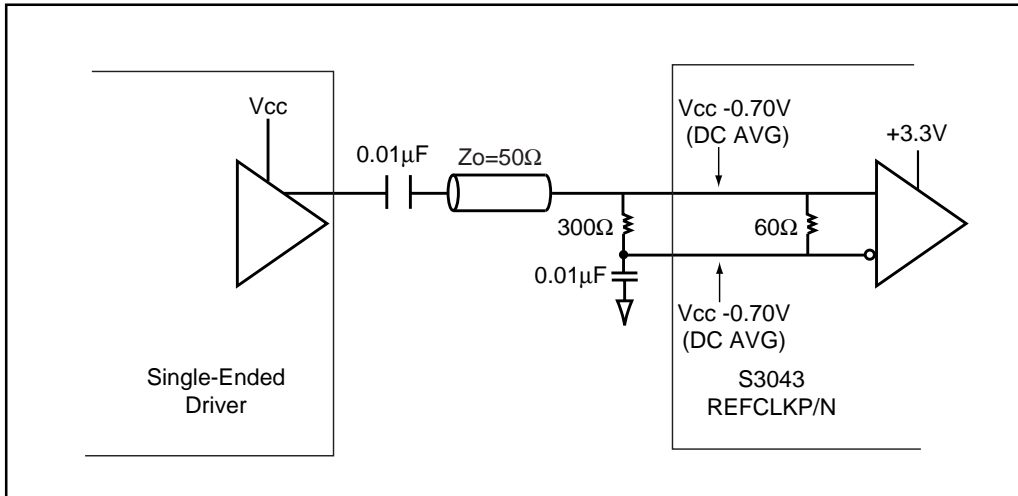 Vcc
0.01µF
Zo=50Ω
Vcc -0.70V
(DC AVG)
+3.3V
300Ω
60Ω
0.01µF
Vcc -0.70V
(DC AVG)
Single-Ended
Driver
S3043
REFCLKP/N